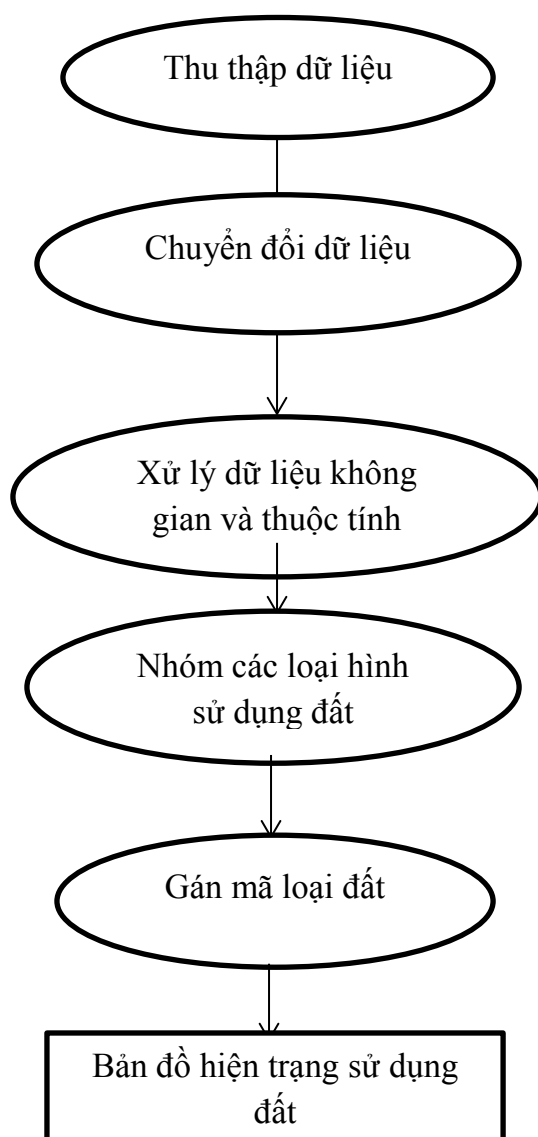 Thu thập dữ liệu
Chuyển đổi dữ liệu
Xử lý dữ liệu không
gian và thuộc tính
Nhóm các loại hình
sử dụng đất
Gán mã loại đất
Bản đồ hiện trạng sử dụng
đất